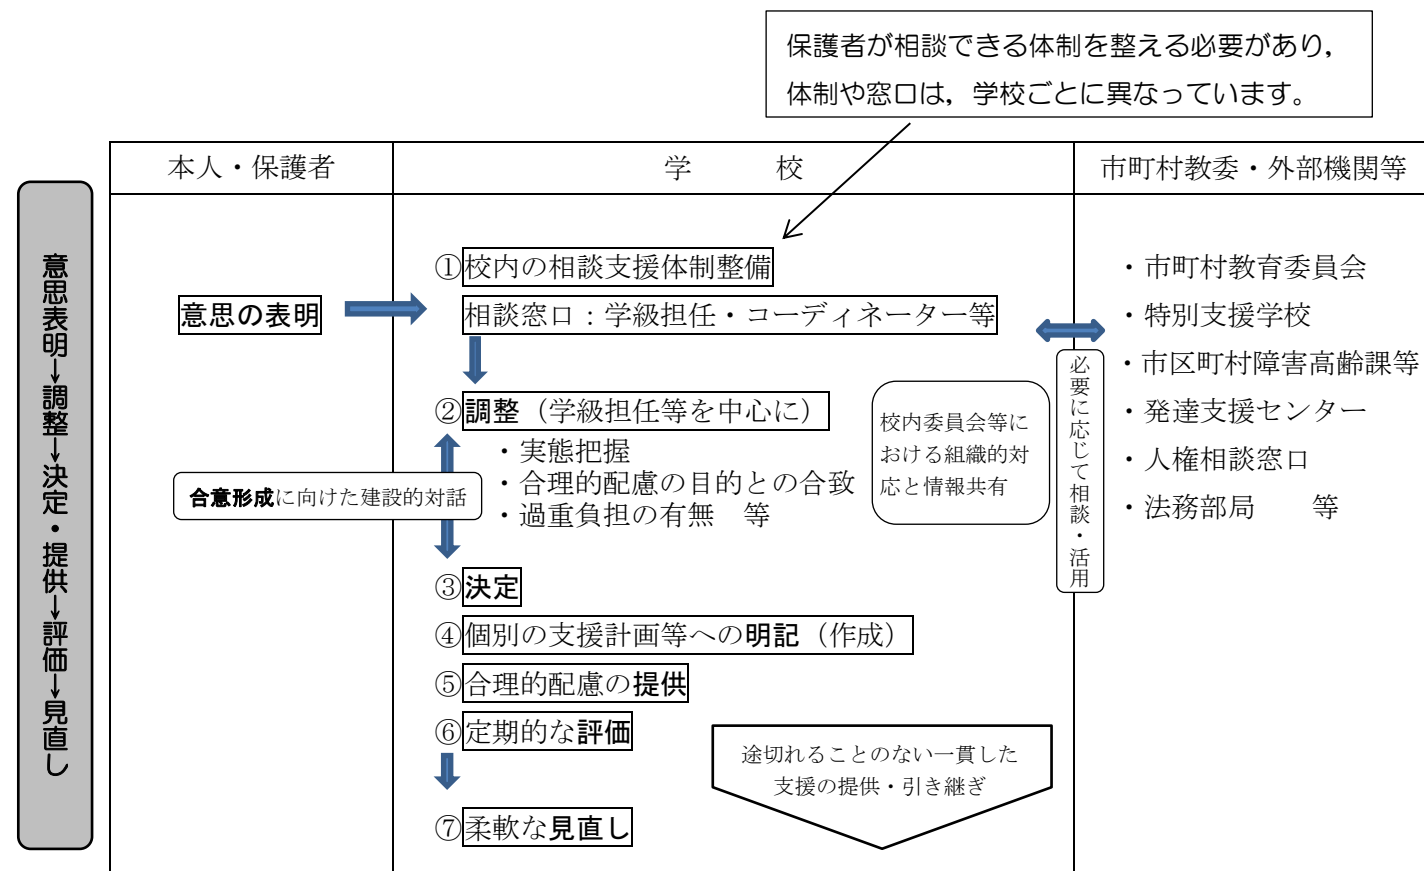 保護者が相談できる体制を整える必要があり，
体制や窓口は，学校ごとに異なっています。
本人・保護者
学　　校
市町村教委・外部機関等
意思表明→調整→決定・提供→評価→見直し
意思の表明
①校内の相談支援体制整備
相談窓口：学級担任・コーディネーター等
②調整（学級担任等を中心に）
・実態把握
・合理的配慮の目的との合致
・過重負担の有無　等
合意形成に向けた建設的対話
校内委員会等に
おける組織的対
応と情報共有
③決定
④個別の支援計画等への明記（作成）
⑤合理的配慮の提供
⑥定期的な評価
⑦柔軟な見直し
途切れることのない一貫した
支援の提供・引き継ぎ
必要に応じて相談・活用
・市町村教育委員会
・特別支援学校
・市区町村障害高齢課等
・発達支援センター
・人権相談窓口
・法務部局　　等